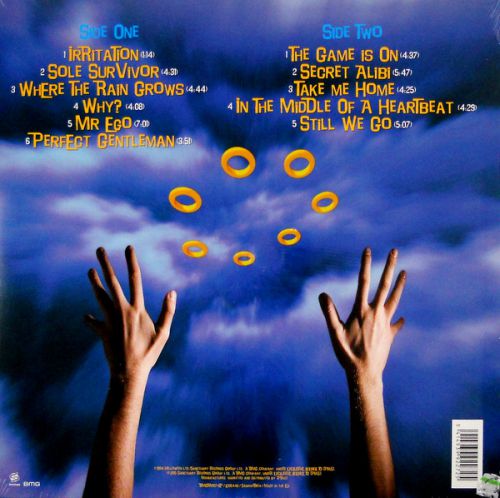 Side One
1 Irritation (1:14)
2 Sole Survivor (4:31)
3 Where The Rain Grows (4:44)
4 Why? (4:08)
5 Mr Ego (7:01)
6 Perfect Gentleman (3:51)
Side Two
1 The Game is On (4:37)
2 Secret Alibi (5:47)
3 Take me Home (4:25)
4 In the Middle Of A Heartbeat (4:29)
5 Still We Go (5:07)
BMG